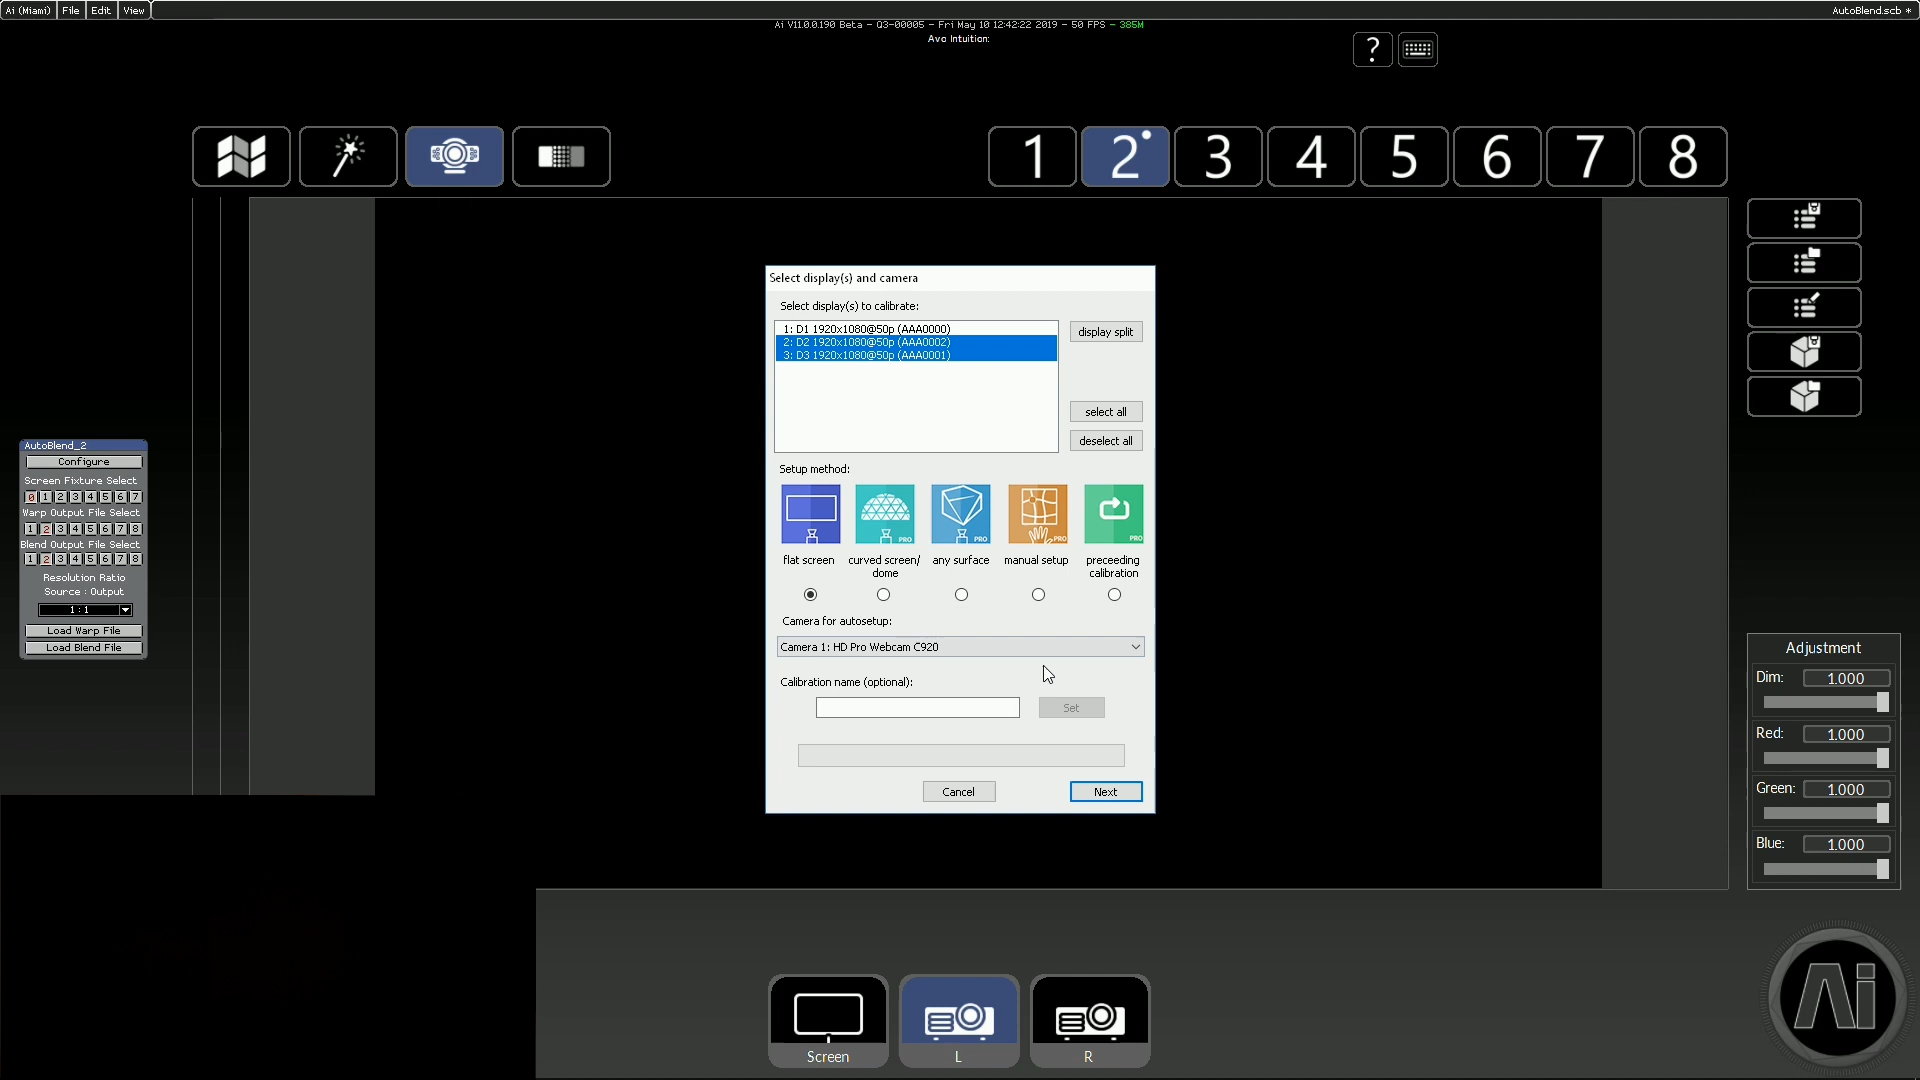 Ai (Miami) File Edit View
AutoBlend.scb *
Ai V11.0.0.190 Beta - Q3-00005 - Fri May 10 12:42:22 2019 - 50 FPS - 385M
Avo Intuition:
?
1 2 3 4 5 6 7 8
Select display(s) and camera
Select display(s) to calibrate:
1: D1 1920x1080@50p (AAA0000)
2: D2 1920x1080@50p (AAA0002)
3: D3 1920x1080@50p (AAA0001)
display split
select all
deselect all
Setup method:
PRO PRO PRO PRO
flat screen
curved screen/
dome
any surface
manual setup
preceeding
calibration
Camera for autosetup:
Camera 1: HD Pro Webcam C920
Calibration name (optional):
Set
Cancel
Next
AutoBlend_2
Configure
Screen Fixture Select
0 1 2 3 4 5 6 7
Warp Output File Select
1 2 3 4 5 6 7 8
Blend Output File Select
1 2 3 4 5 6 7 8
Resolution Ratio
Source : Output
1 : 1
Load Warp File
Load Blend File
Adjustment
Dim: 1.000
Red: 1.000
Green: 1.000
Blue: 1.000
Screen
L
R
Ai